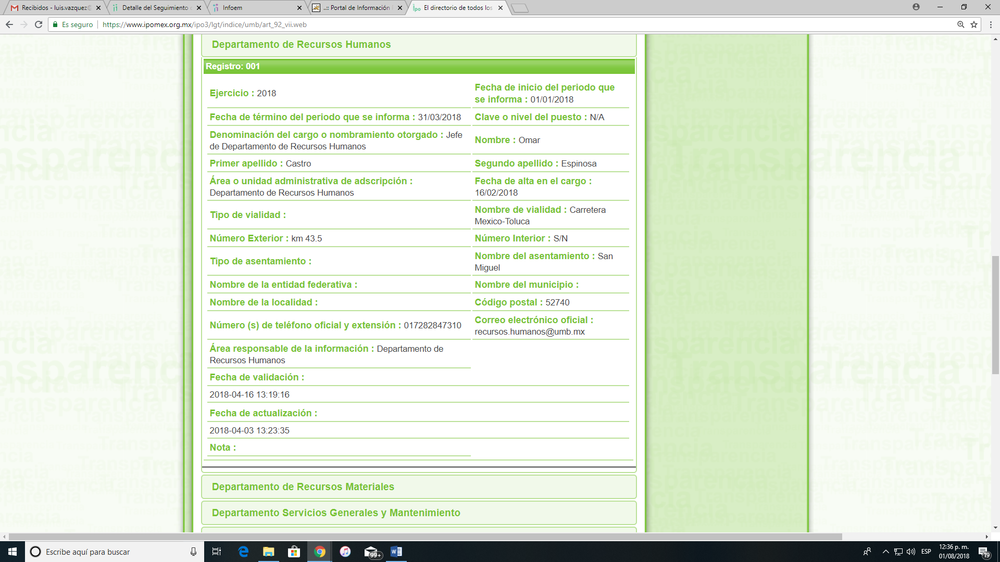 Recibidos - luis.vazquez@
Detalle del Seguimiento d
Infoem
..:: Portal de Información
El directorio de todos los
Es seguro
https://www.ipomex.org.mx/ipo3/lgt/indice/umb/art_92_vii.web
Departamento de Recursos Humanos
Registro: 001
Ejercicio : 2018
Fecha de inicio del periodo que
se informa : 01/01/2018
Fecha de término del periodo que se informa : 31/03/2018
Clave o nivel del puesto : N/A
Denominación del cargo o nombramiento otorgado : Jefe
de Departamento de Recursos Humanos
Nombre : Omar
Primer apellido : Castro
Segundo apellido : Espinosa
Área o unidad administrativa de adscripción :
Departamento de Recursos Humanos
Fecha de alta en el cargo :
16/02/2018
Tipo de vialidad :
Nombre de vialidad : Carretera
Mexico-Toluca
Número Exterior : km 43.5
Número Interior : S/N
Tipo de asentamiento :
Nombre del asentamiento : San
Miguel
Nombre de la entidad federativa :
Nombre del municipio :
Nombre de la localidad :
Código postal : 52740
Número (s) de teléfono oficial y extensión : 017282847310
Correo electrónico oficial :
recursos.humanos@umb.mx
Área responsable de la información : Departamento de
Recursos Humanos
Fecha de validación :
2018-04-16 13:19:16
Fecha de actualización :
2018-04-03 13:23:35
Nota :
Departamento de Recursos Materiales
Departamento Servicios Generales y Mantenimiento
Escribe aquí para buscar
99+
ESP
12:36 p. m.
01/08/2018
19